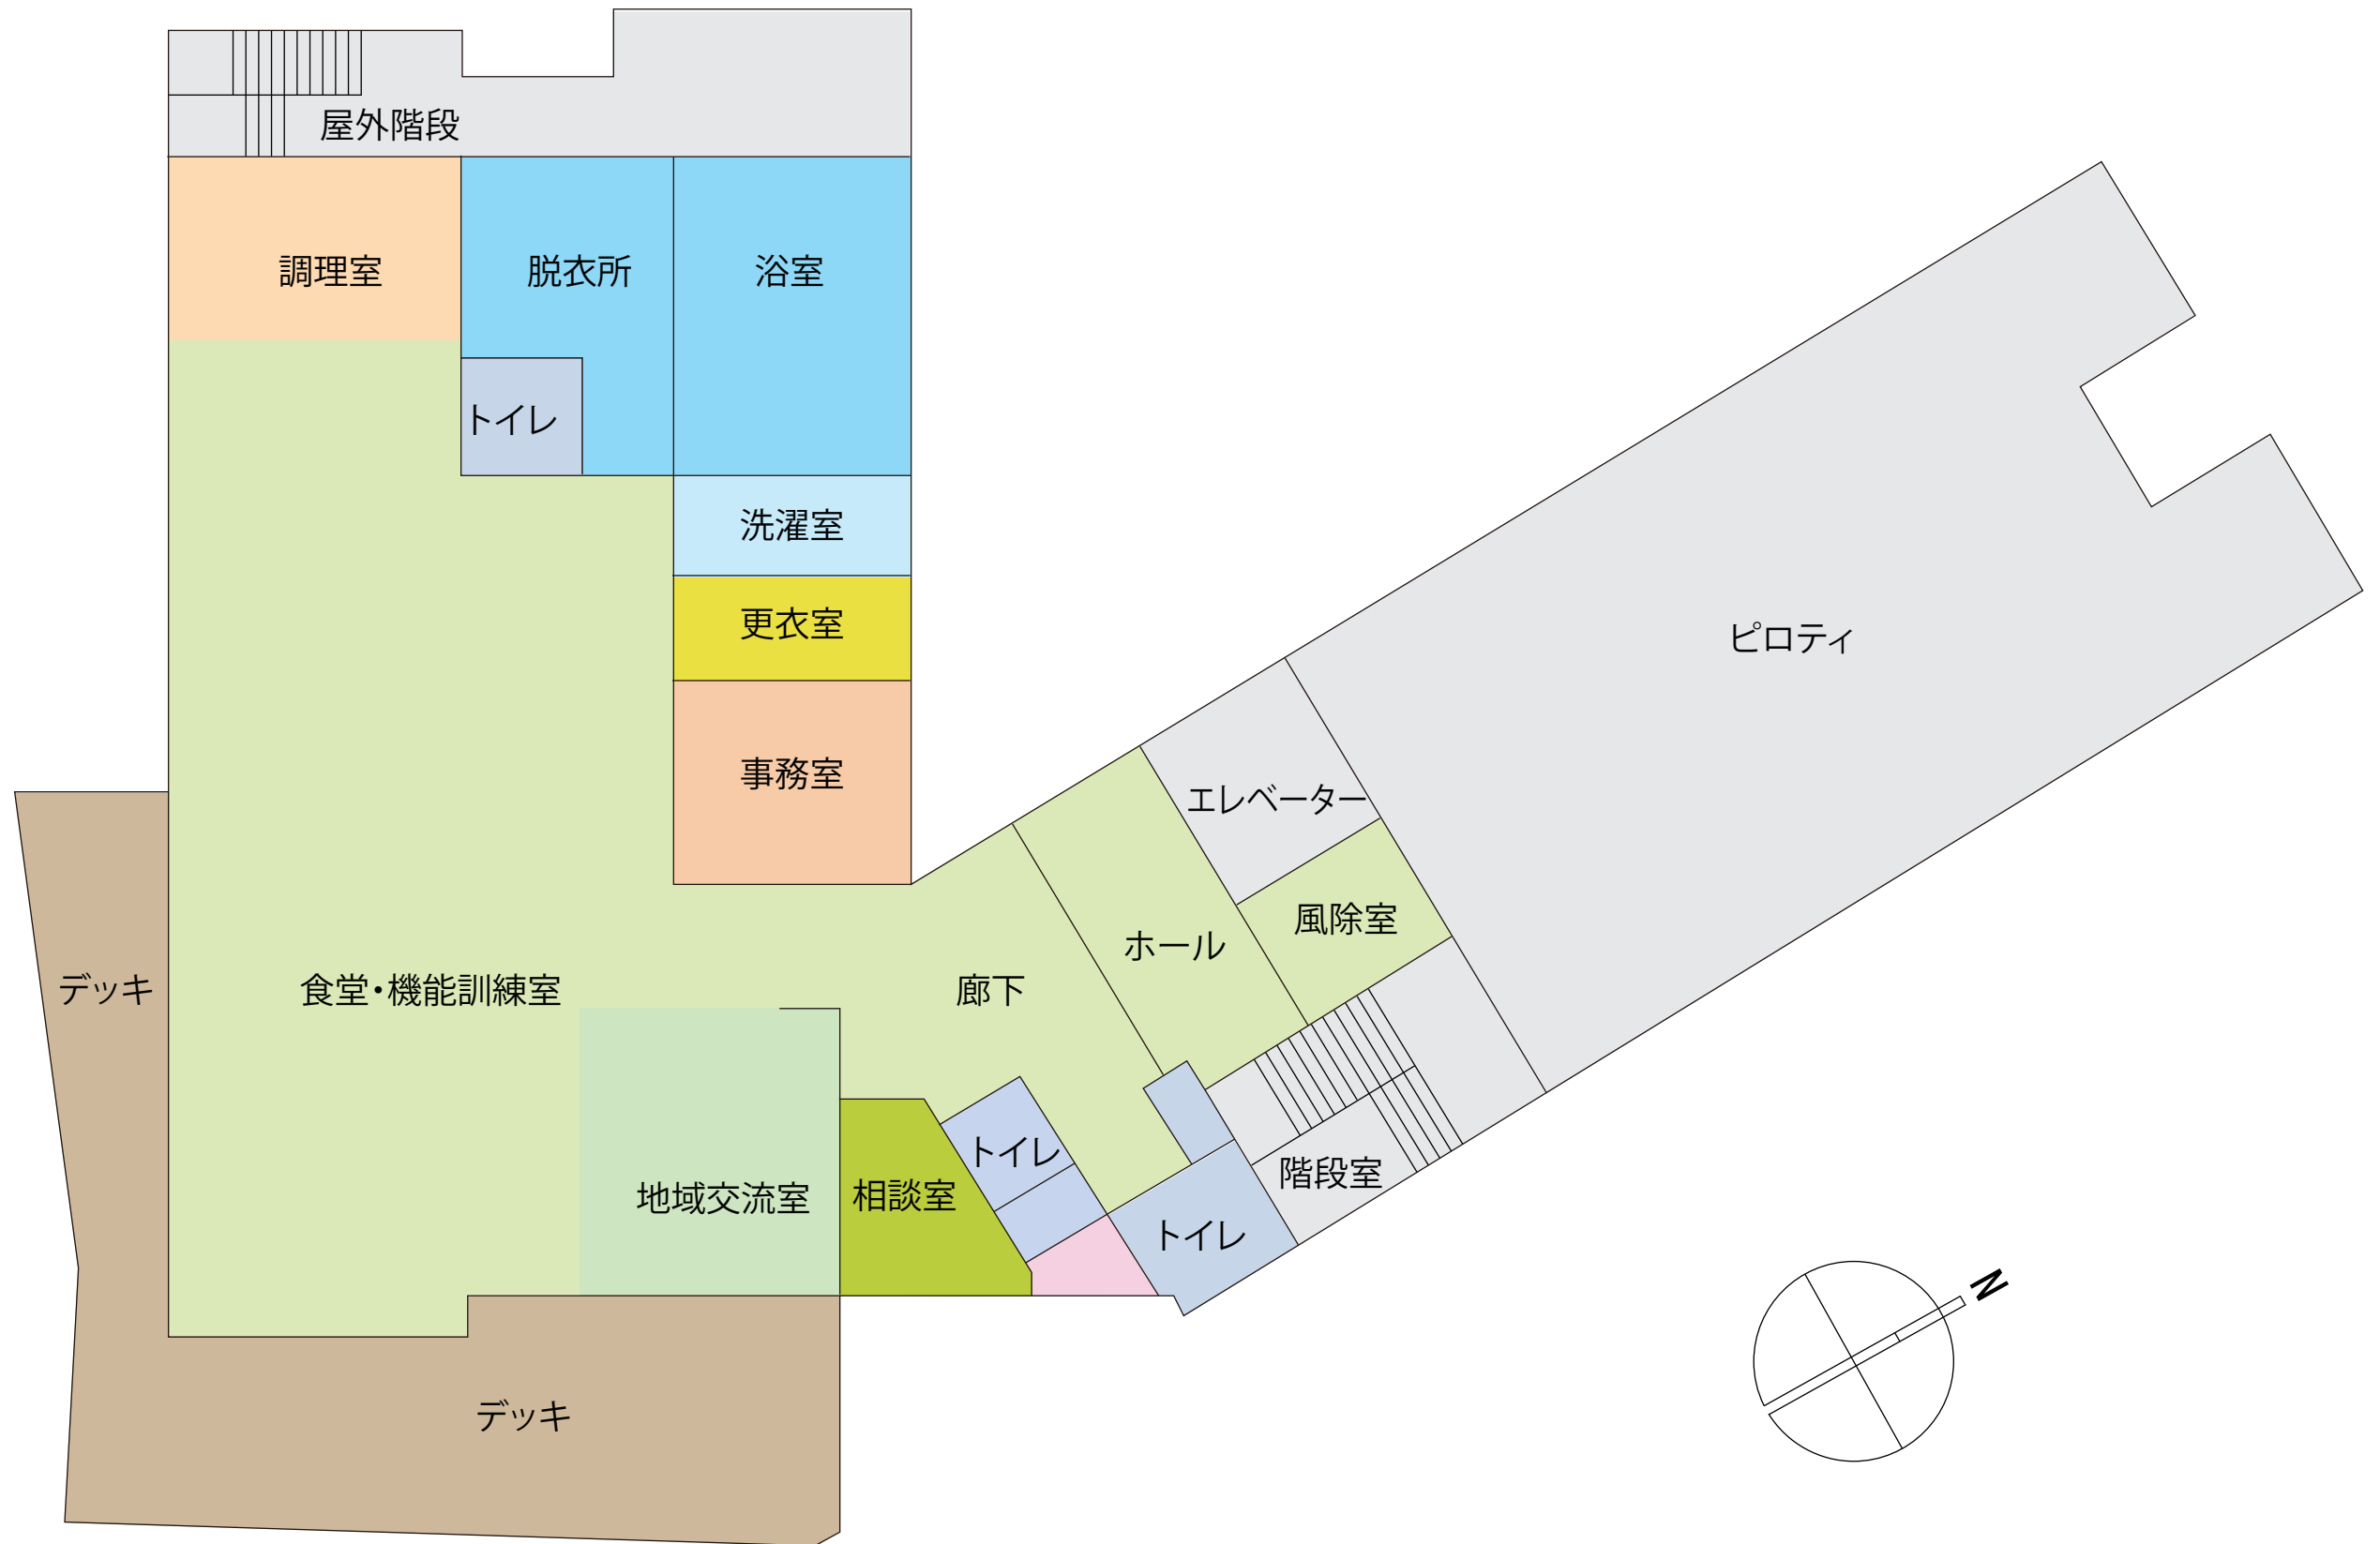 屋外階段
調理室
脱衣所
浴室
トイレ
洗濯室
更衣室
事務室
ピロティ
エレベーター
風除室
ホール
廊下
デッキ
食堂・機能訓練室
トイレ
階段室
地域交流室
相談室
トイレ
デッキ
N